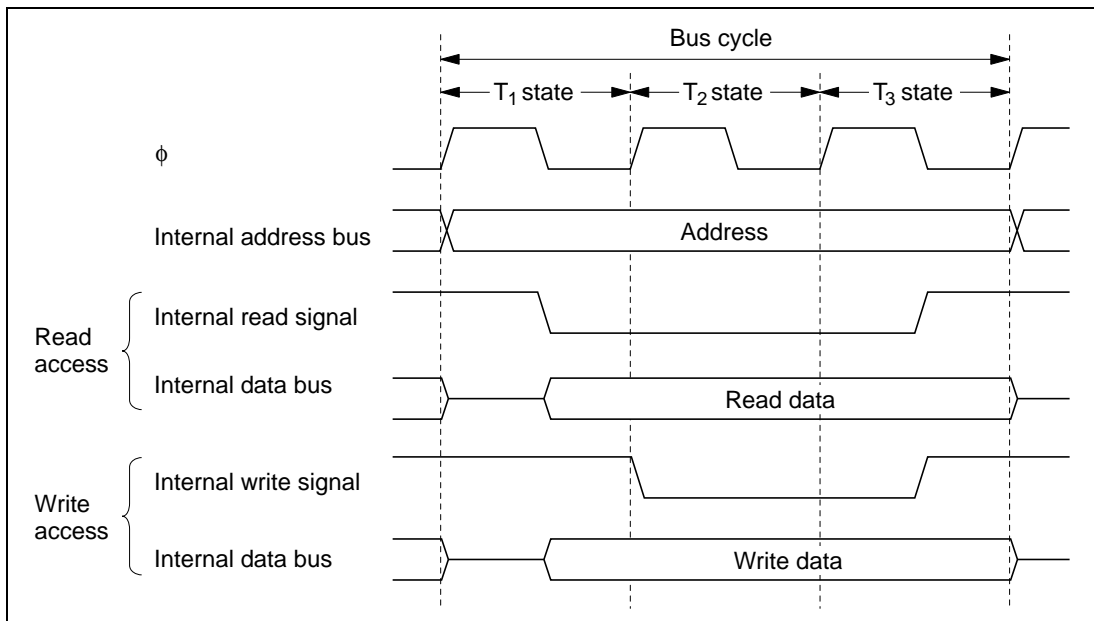 Bus cycle
T₁ state
T₂ state
T₃ state
ϕ
Internal address bus
Address
Read
access
Internal read signal
Internal data bus
Read data
Write
access
Internal write signal
Internal data bus
Write data